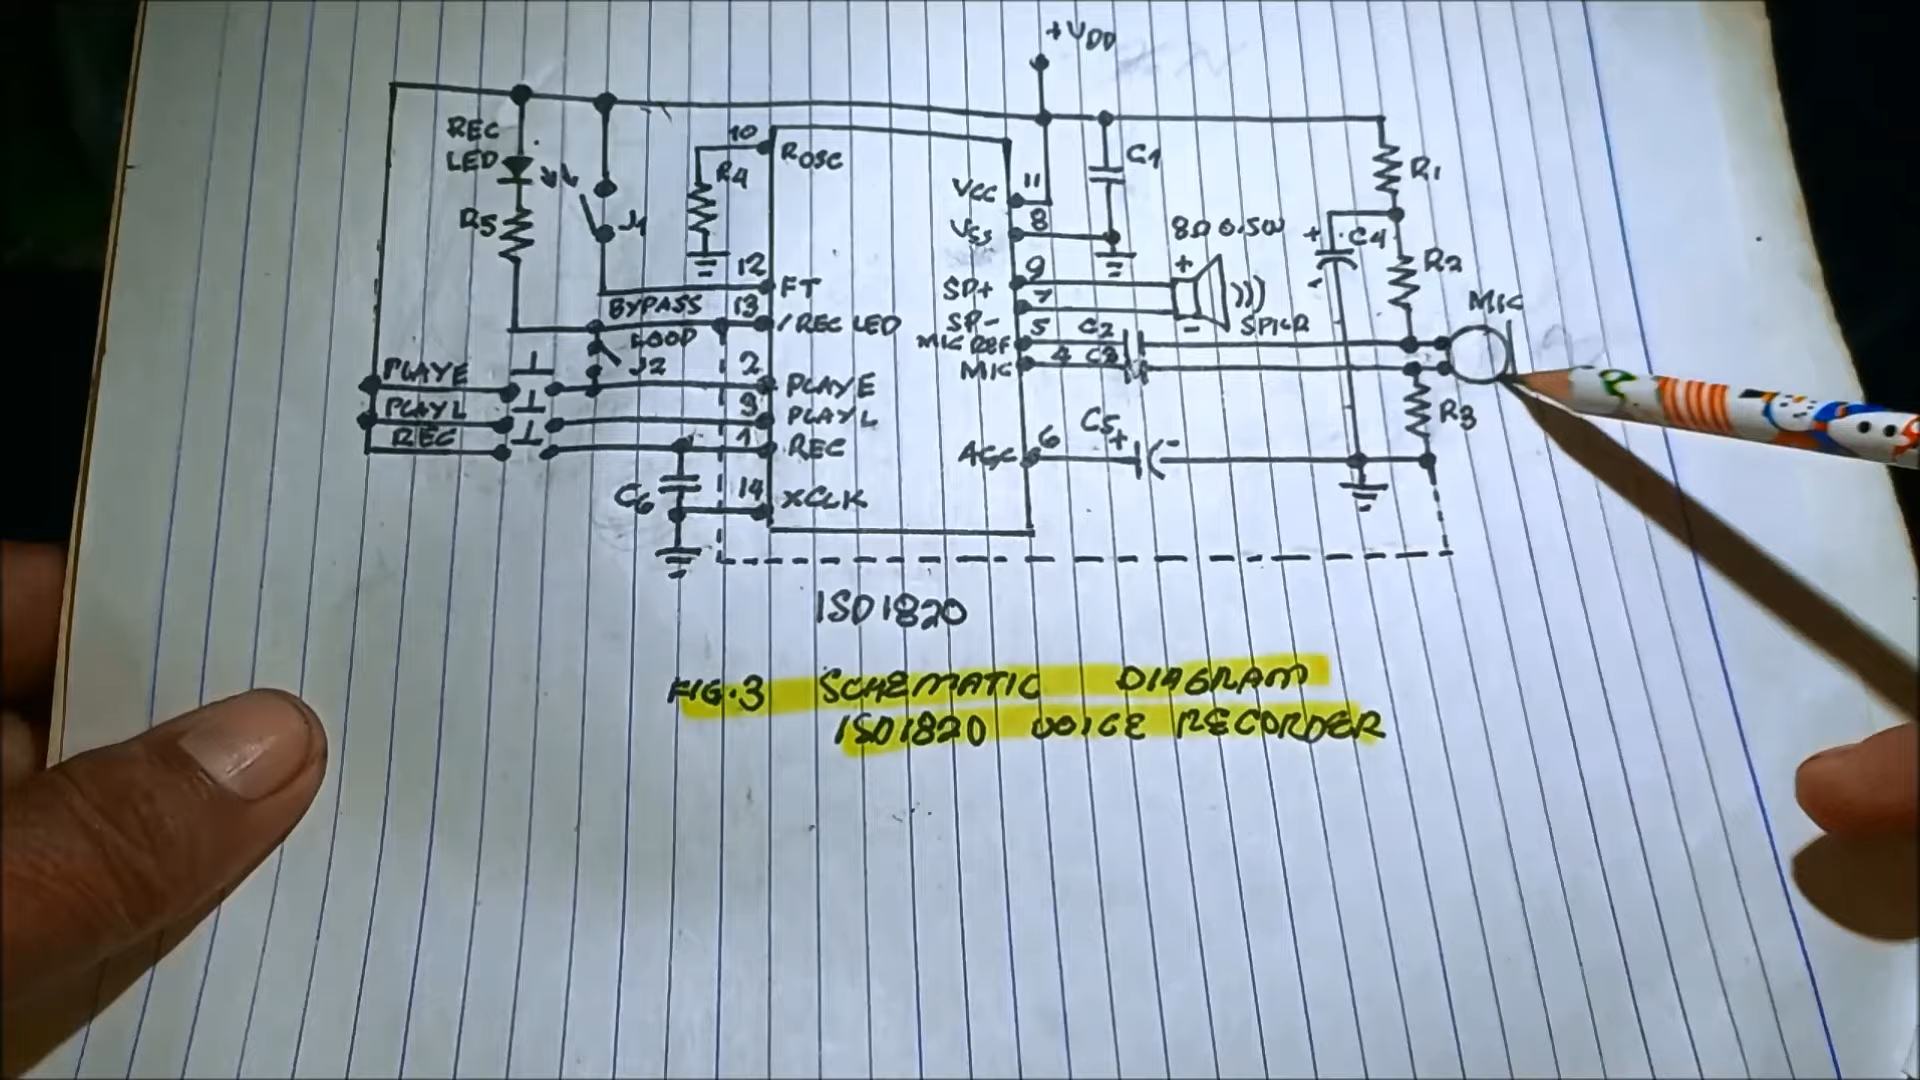 +VDD
REC
LED
R5
J1
10
ROSC
R4
12
FT
BYPASS
13
/REC LED
LOOP
J2
PLAYE
2
PLAYE
PLAYL
3
PLAYL
REC
1
REC
C6
14
XCLK
VCC
11
C1
VSS
8
8Ω 0.5W
SP+
9
+
SP-
7
-
SPKR
MIC REF
5
C2
MIC
4
C3
AGC
6
C5
+
-
R1
+
C4
-
R2
MIC
R3
ISD1820
FIG.3 SCHEMATIC DIAGRAM
ISD1820 VOICE RECORDER